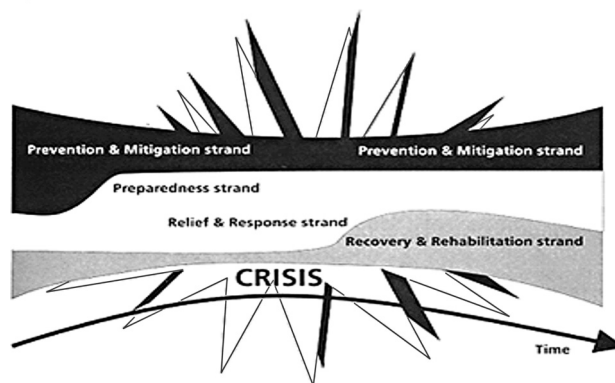 Prevention & Mitigation strand
Prevention & Mitigation strand
Preparedness strand
Relief & Response strand
Recovery & Rehabilitation strand
CRISIS
Time